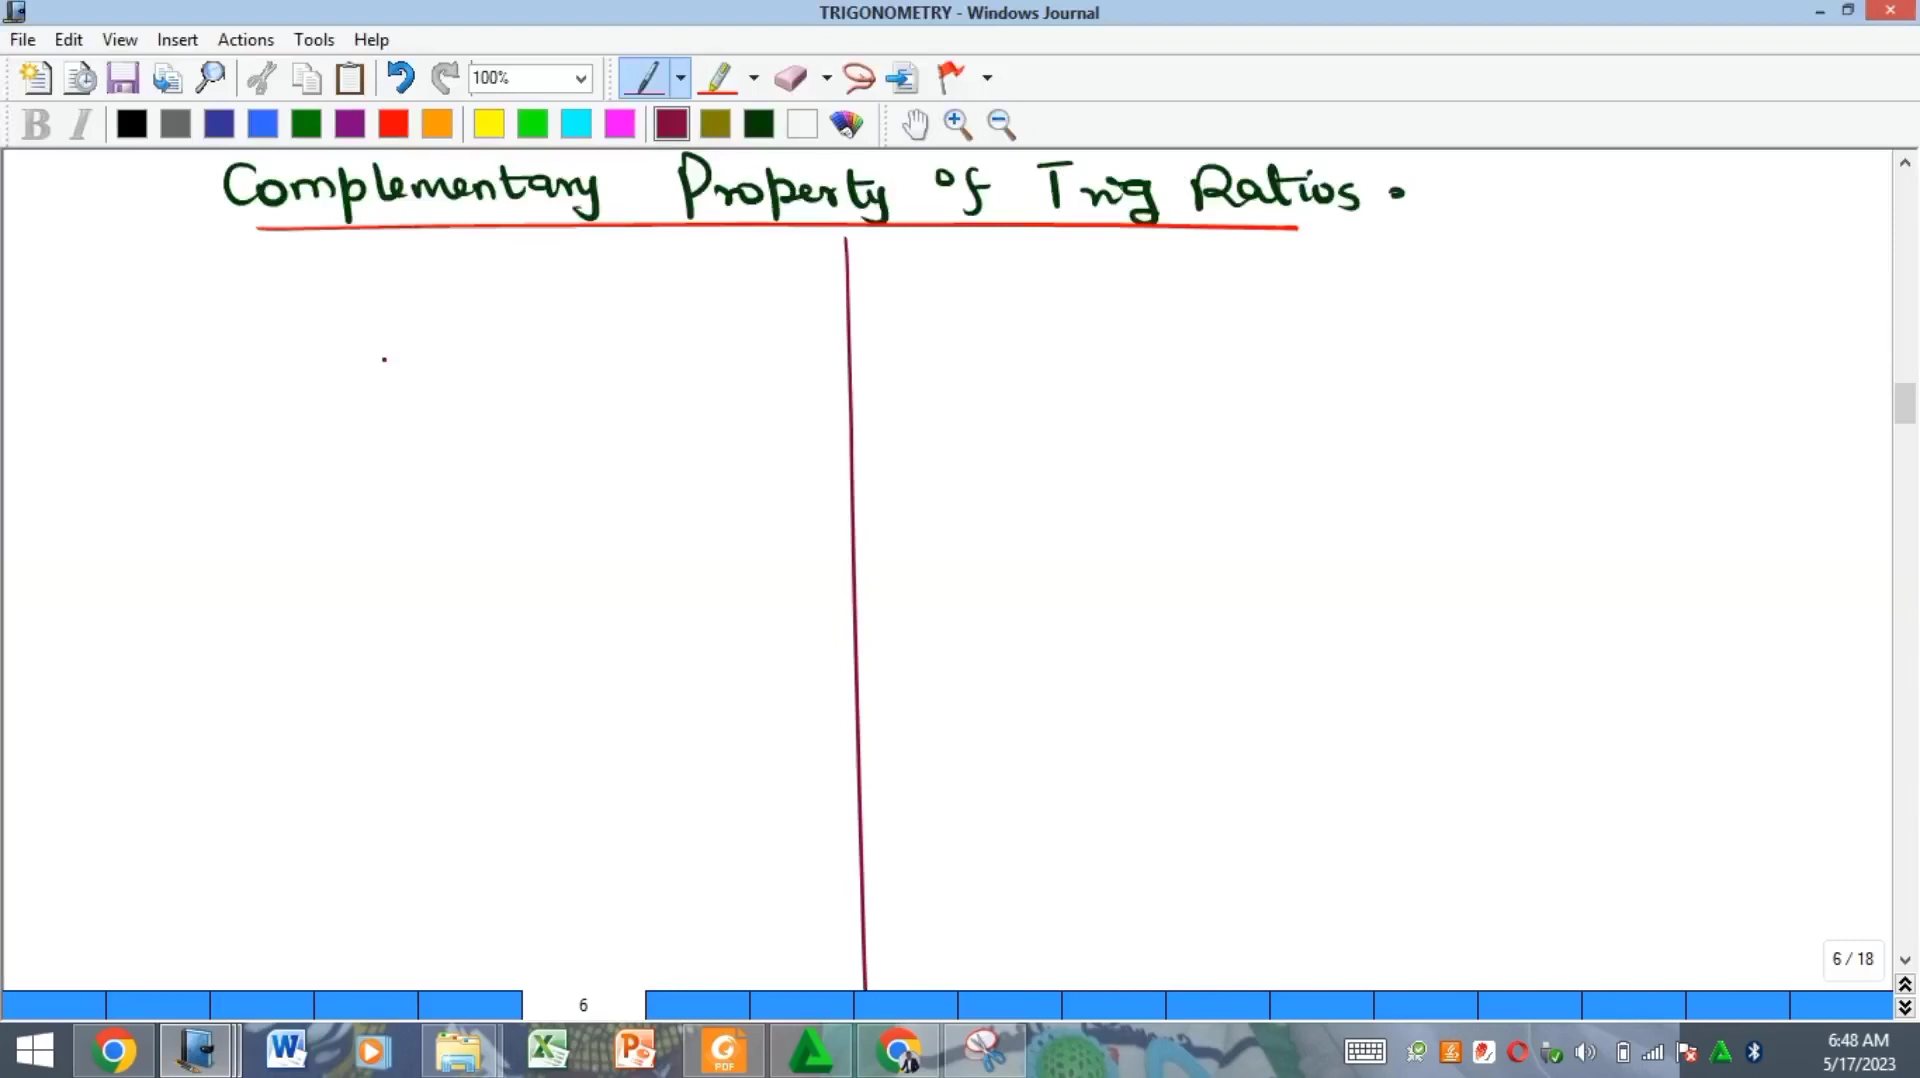 TRIGONOMETRY - Windows Journal
File Edit View Insert Actions Tools Help
100%
B I
Complementary Property of Trig Ratios .
6 / 18
6
6:48 AM
5/17/2023